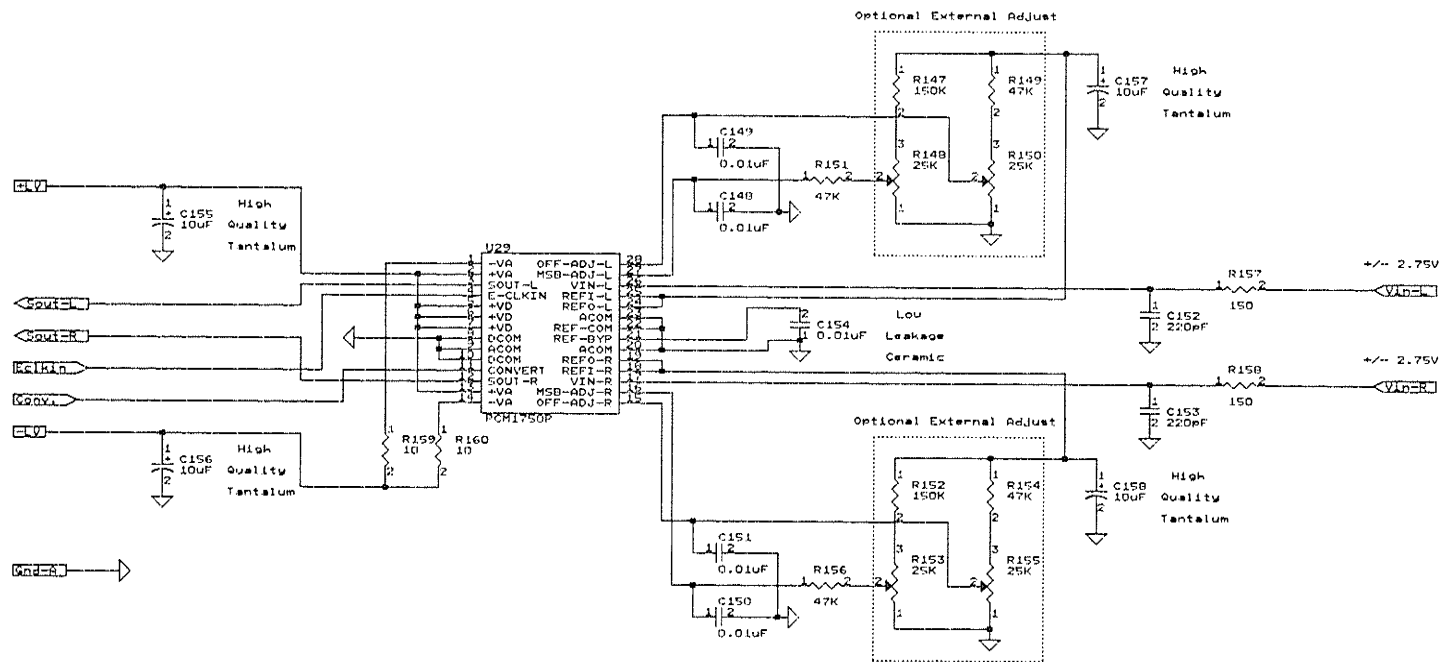 Optional External Adjust
R147
150K
R149
47K
C157
10uF
High
Quality
Tantalum
C149
0.01uF
R148
25K
R150
25K
R151
47K
C148
0.01uF
C155
10uF
High
Quality
Tantalum
U29
-VA OFF-ADJ-L
+VA MSB-ADJ-L
SOUT-L VIN-L
E-CLKIN REFI-L
+VD REFO-L
+VD ACOM
+VD REF-COM
DCOM REF-BYP
ACOM ACOM
DCOM REFO-R
CONVERT REFI-R
SOUT-R VIN-R
+VA MSB-ADJ-R
-VA OFF-ADJ-R
PCM1750P
+/-- 2.75V
R157
150
Vin-L
C152
220pF
Sout-L
Sout-R
Eclkin
Conv.
C154
0.01uF
Low
Leakage
Ceramic
+/-- 2.75V
R158
150
Vin-R
C153
220pF
R159
10
R160
10
C156
10uF
High
Quality
Tantalum
Optional External Adjust
R152
150K
R154
47K
C158
10uF
High
Quality
Tantalum
C151
0.01uF
R153
25K
R155
25K
R156
47K
C150
0.01uF
Gnd-A